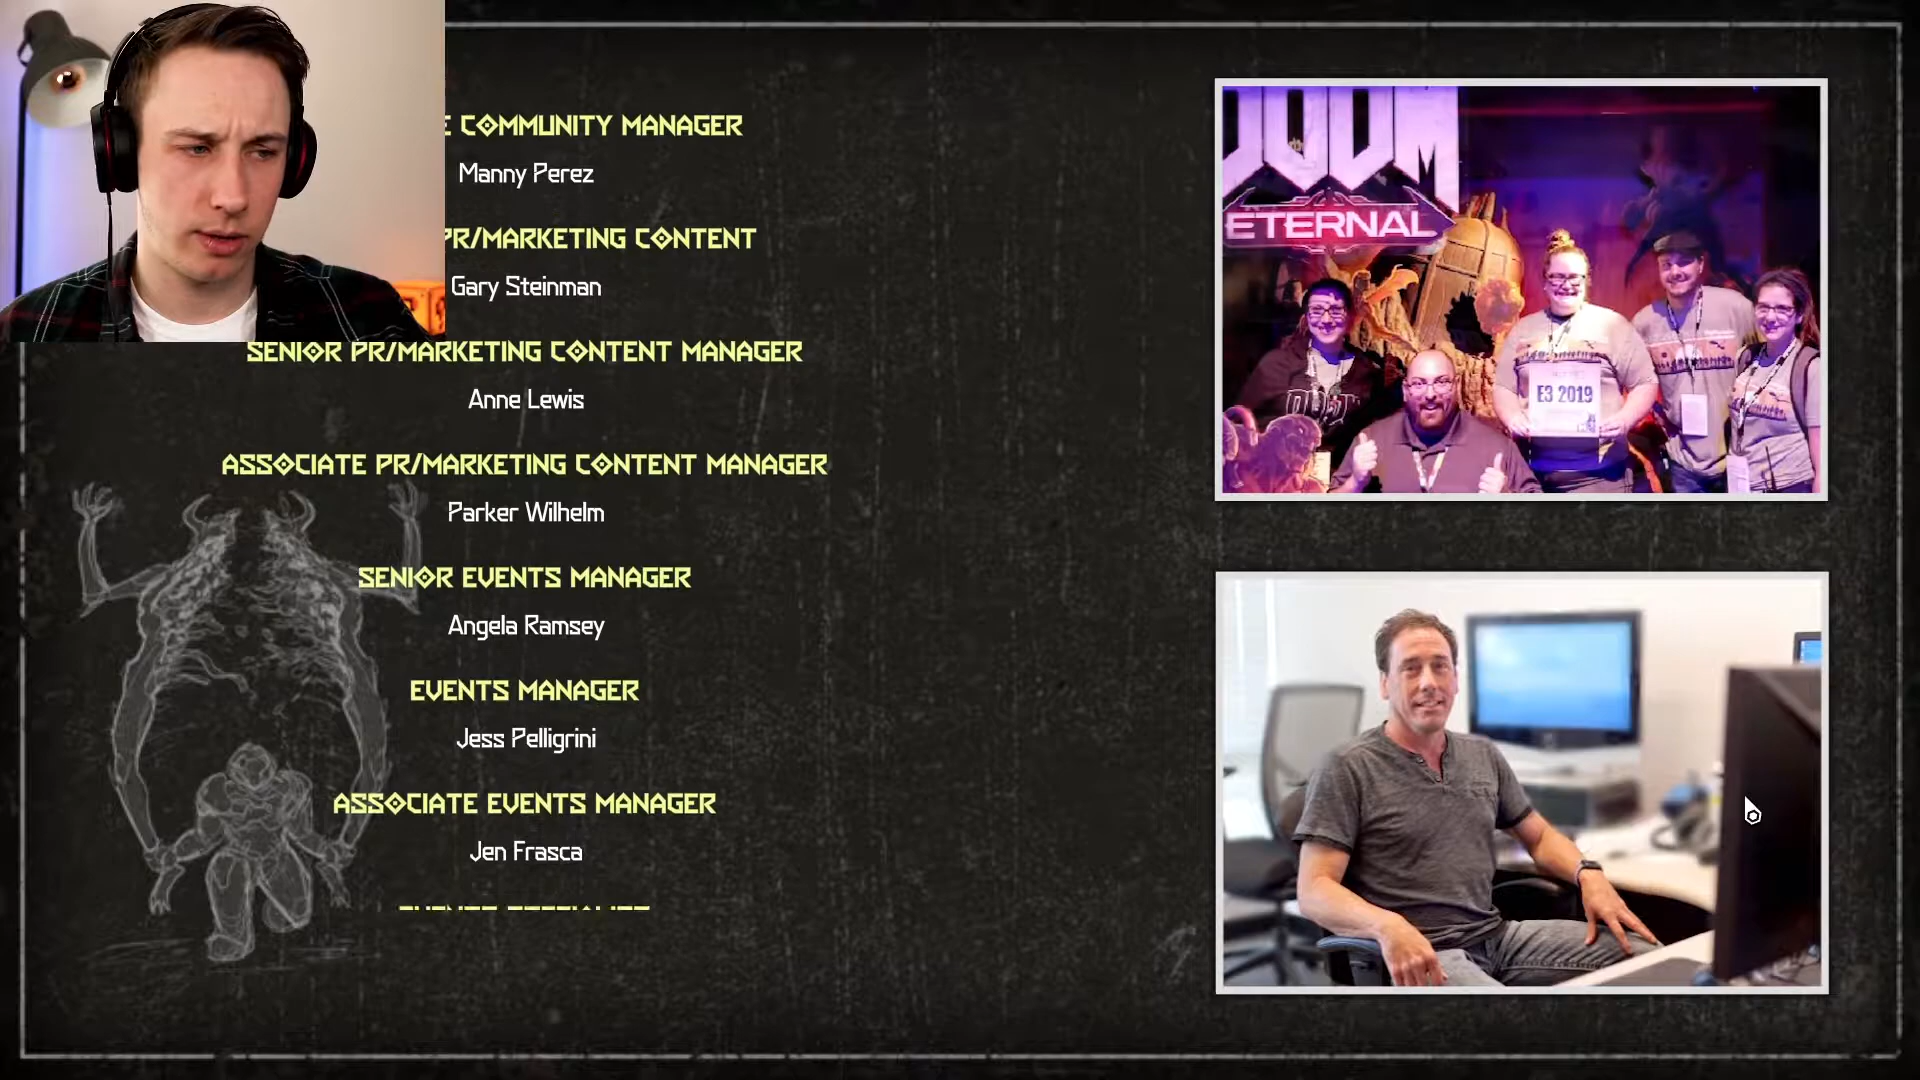 E COMMUNITY MANAGER
Manny Perez
PR/MARKETING CONTENT
Gary Steinman
SENIOR PR/MARKETING CONTENT MANAGER
Anne Lewis
ASSOCIATE PR/MARKETING CONTENT MANAGER
Parker Wilhelm
SENIOR EVENTS MANAGER
Angela Ramsey
EVENTS MANAGER
Jess Pelligrini
ASSOCIATE EVENTS MANAGER
Jen Frasca
DOOM
ETERNAL
E3 2019